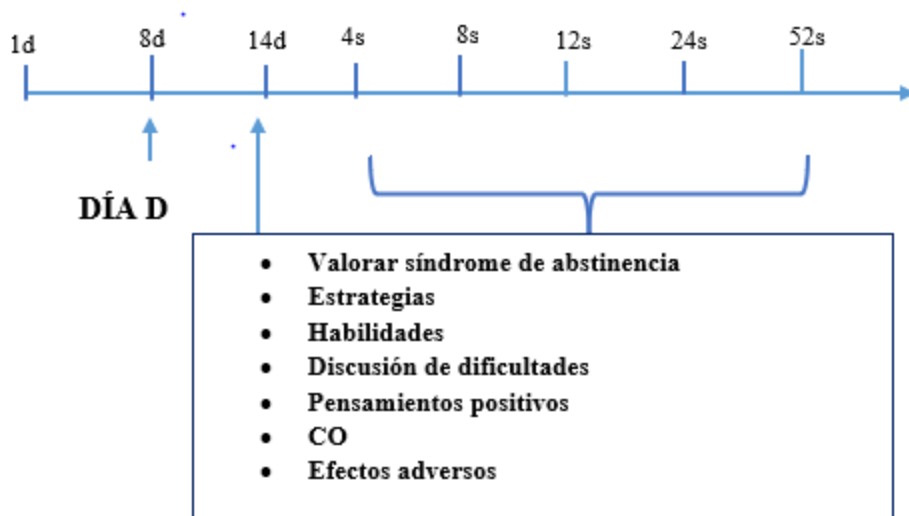 1d 8d 14d 4s 8s 12s 24s 52s
DÍA D
• Valorar síndrome de abstinencia
• Estrategias
• Habilidades
• Discusión de dificultades
• Pensamientos positivos
• CO
• Efectos adversos